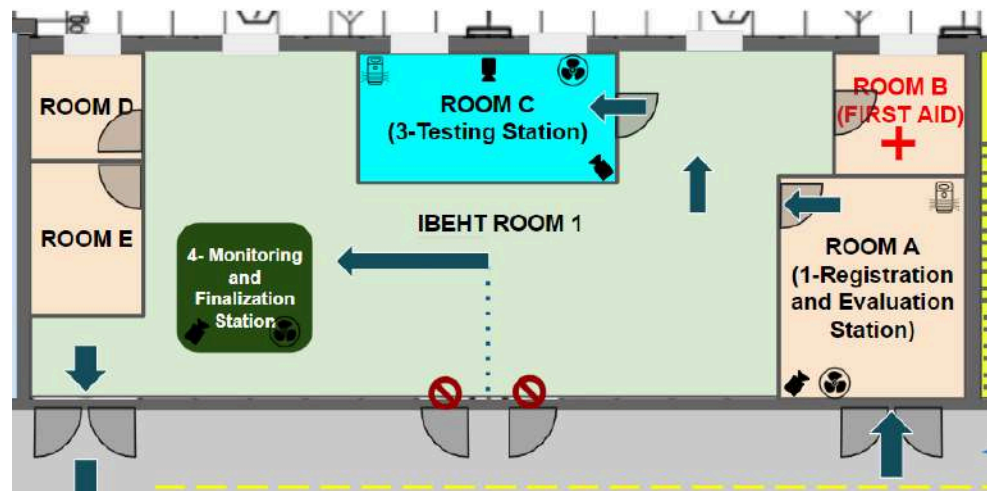 ROOM D
ROOM E
ROOM C
(3-Testing Station)
ROOM B
(FIRST AID)
IBEHT ROOM 1
4- Monitoring
and
Finalization
Station
ROOM A
(1-Registration
and Evaluation
Station)